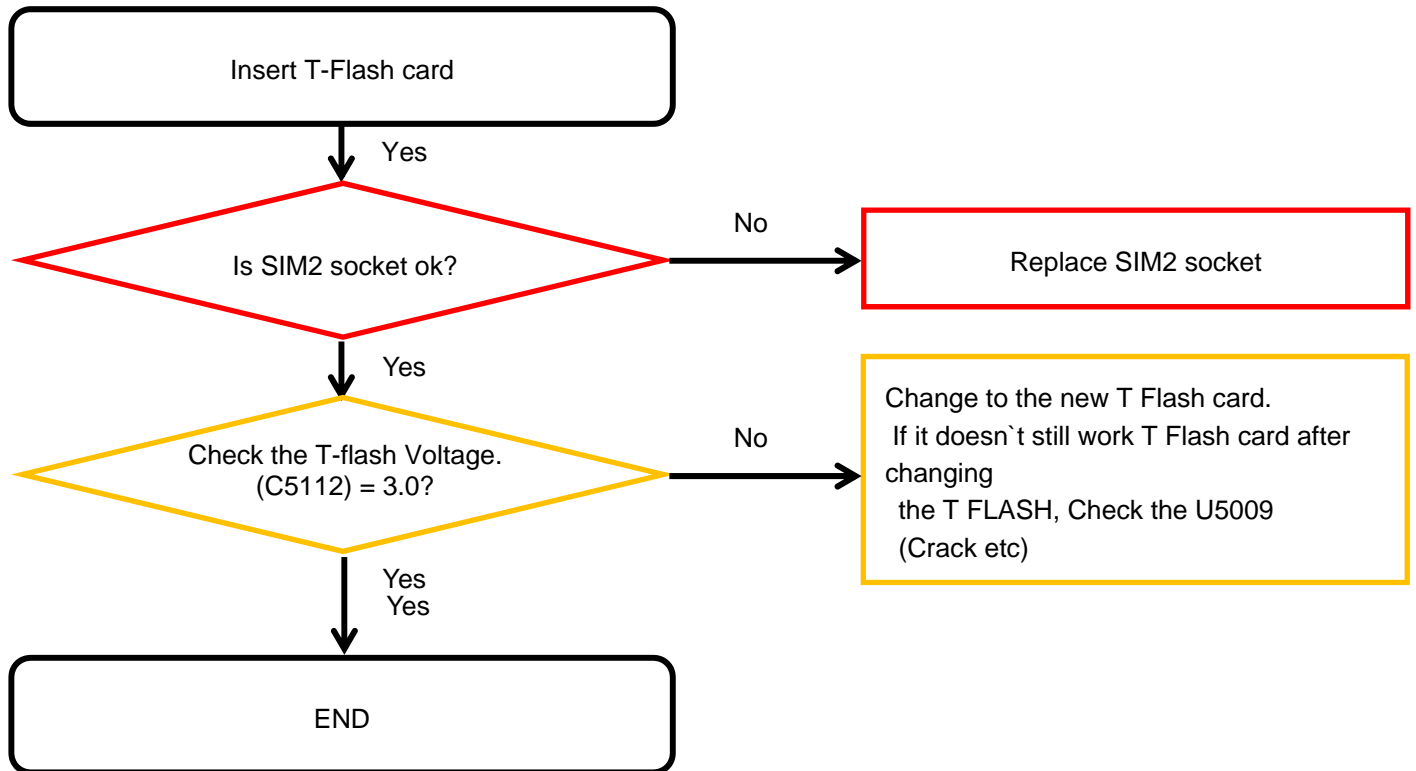 Insert T-Flash card
Yes
Is SIM2 socket ok?
No
Replace SIM2 socket
Yes
Check the T-flash Voltage.
(C5112) = 3.0?
No
Change to the new T Flash card.
If it doesn`t still work T Flash card after
changing
the T FLASH, Check the U5009
(Crack etc)
Yes
Yes
END